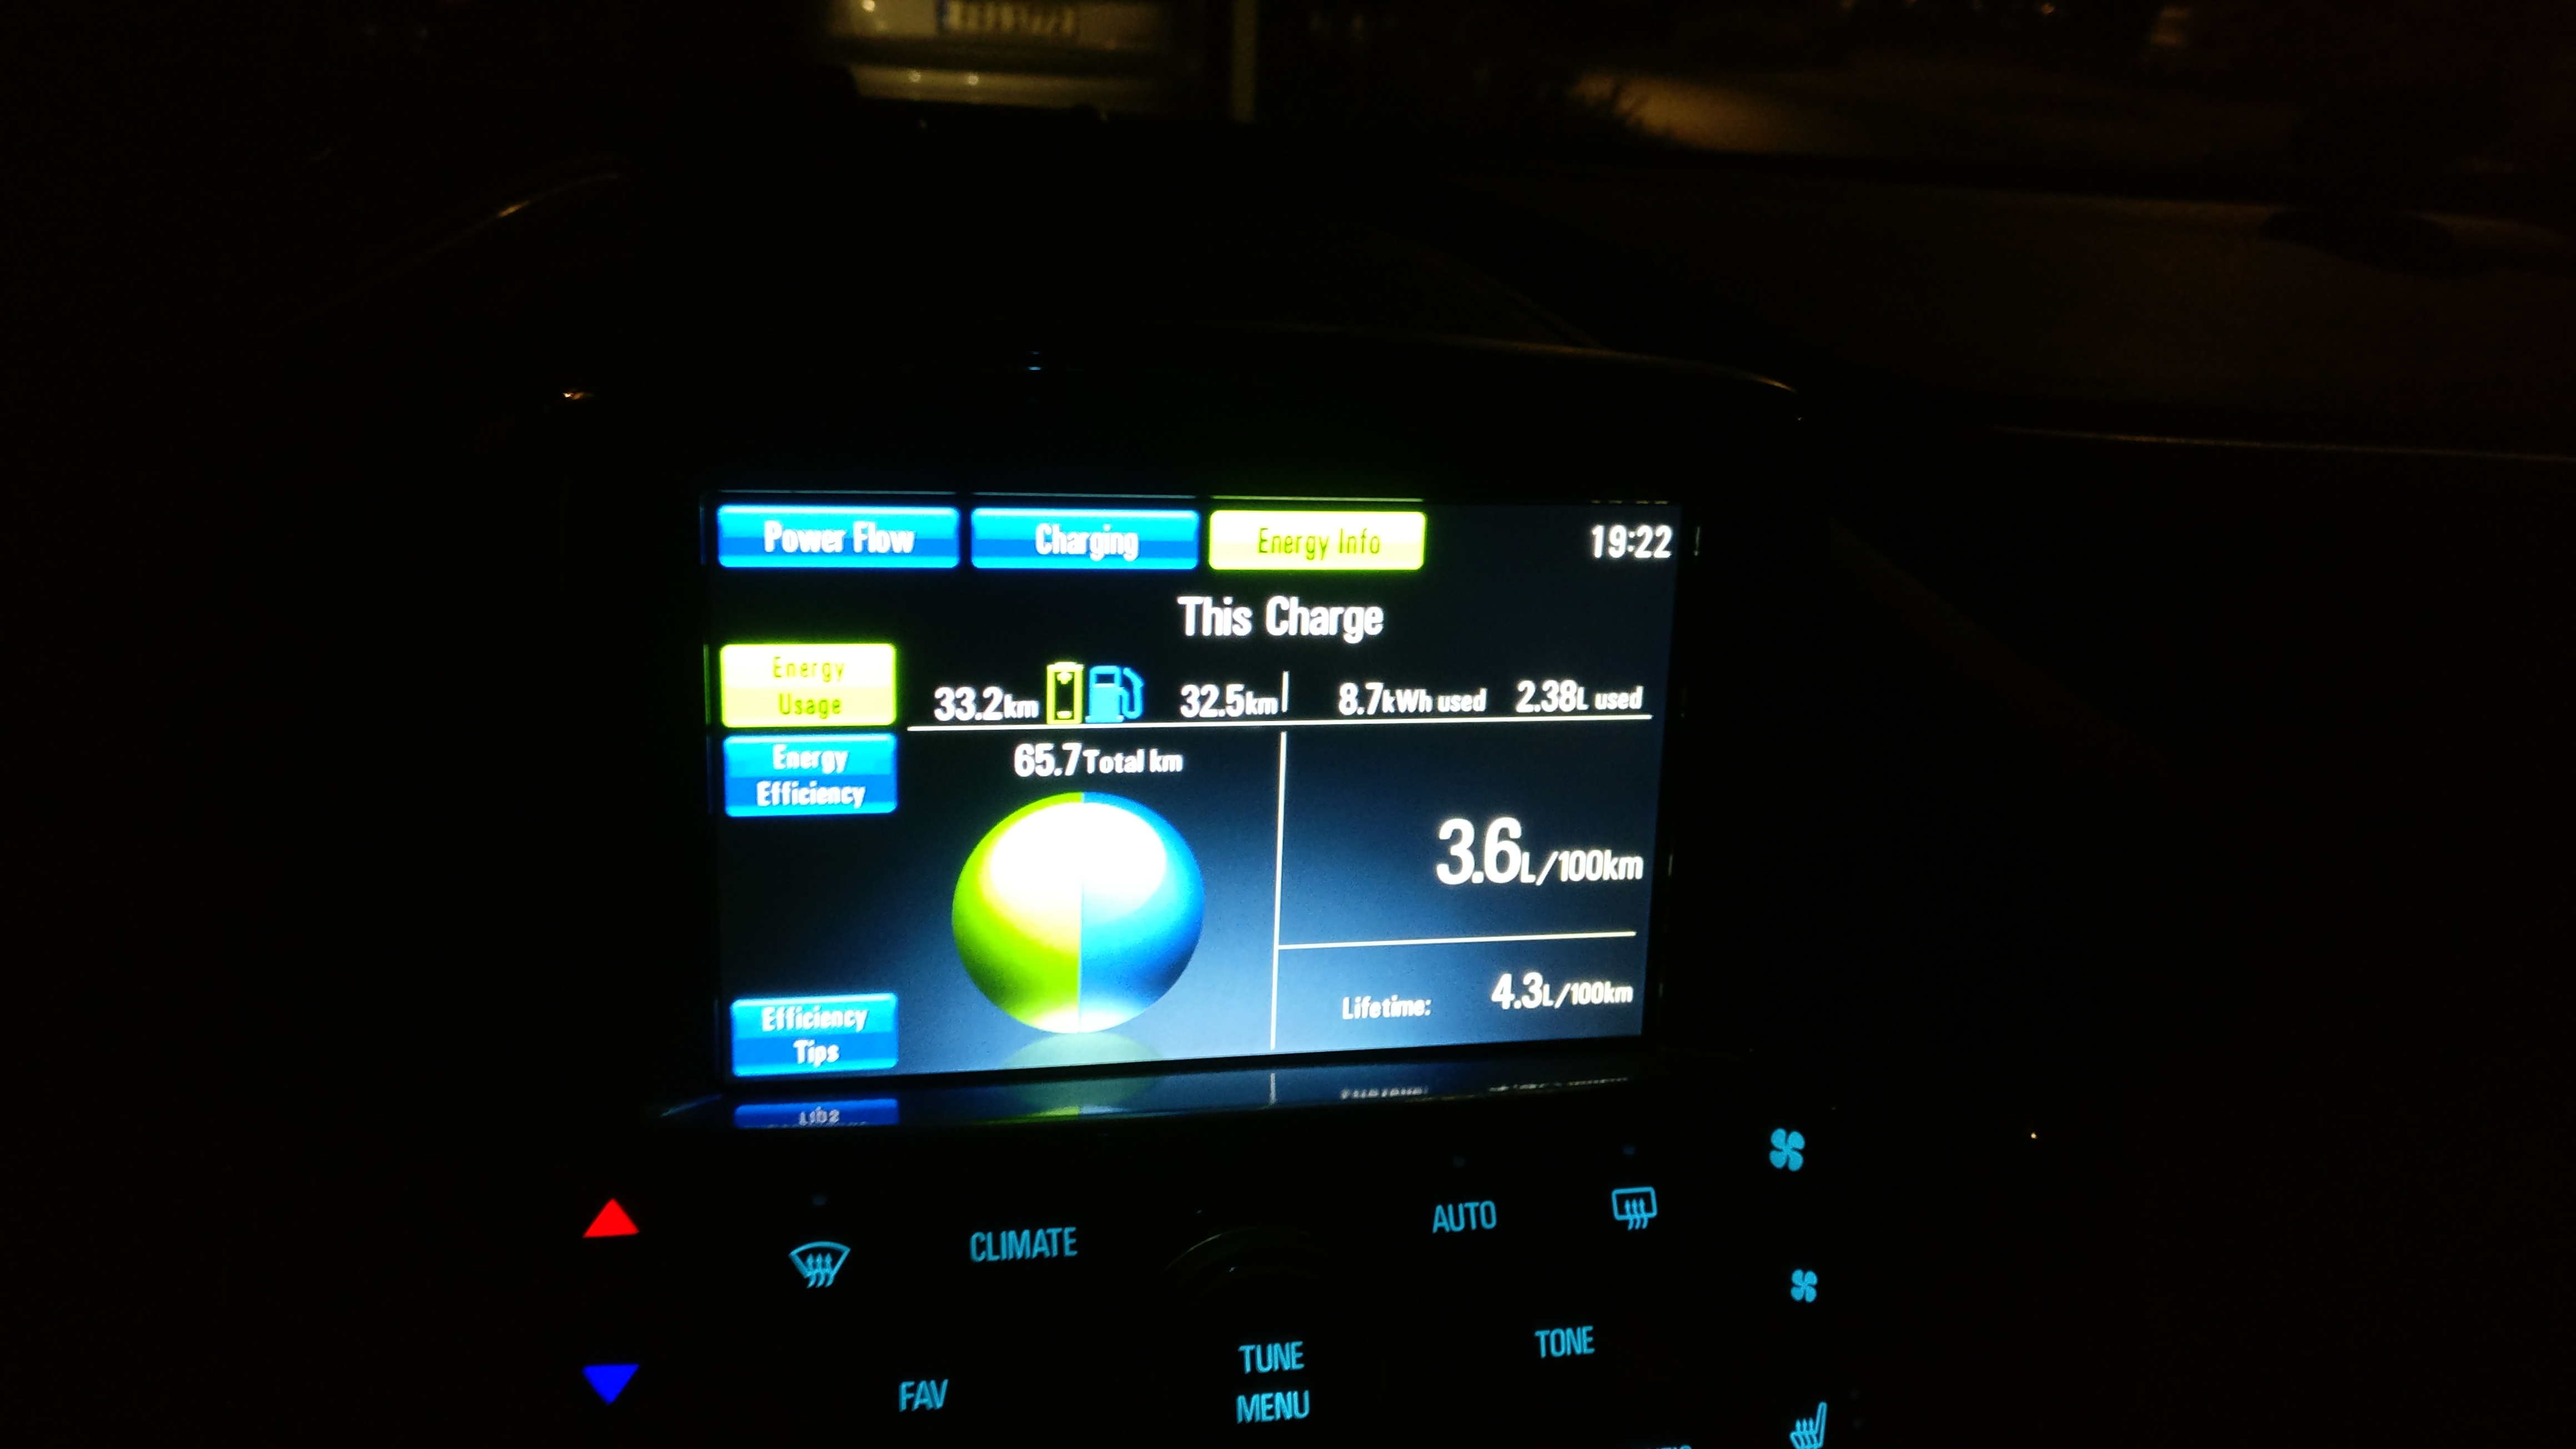 Power Flow
Charging
Energy Info
19:22
This Charge
Energy
Usage
33.2km
32.5km
8.7kWh used
2.38L used
Energy
Efficiency
65.7Total km
3.6L/100km
Lifetime: 4.3L/100km
Efficiency
Tips
CLIMATE
AUTO
TUNE
MENU
TONE
FAV